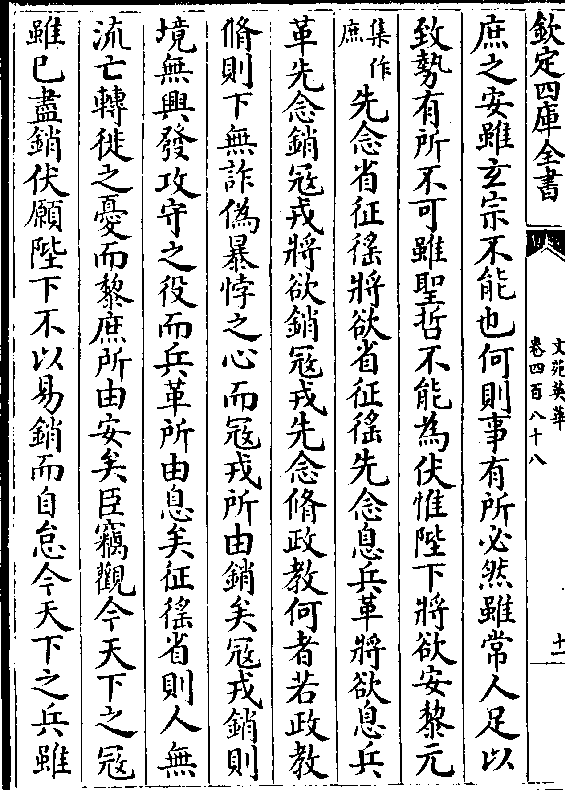 欽定四庫全書
文苑英華
卷四百八十八
十一
庶之安雖玄宗不能也何則事有所必然雖常人足以
致勢有所不可雖聖哲不能為伏惟陛下將欲安黎元
集作
庶
先念省征徭將欲省征徭先念息兵革將欲息兵
革先念銷冦戎將欲銷冦戎先念脩政教何者若政教
脩則下無詐偽暴悖之心而冦戎所由銷矣冦戎銷則
境無興發攻守之役而兵革所由息矣征徭省則人無
流亡轉徙之憂而黎庶所由安矣臣竊觀今天下之冦
雖已盡銷伏願陛下不以易銷而自怠今天下之兵雖